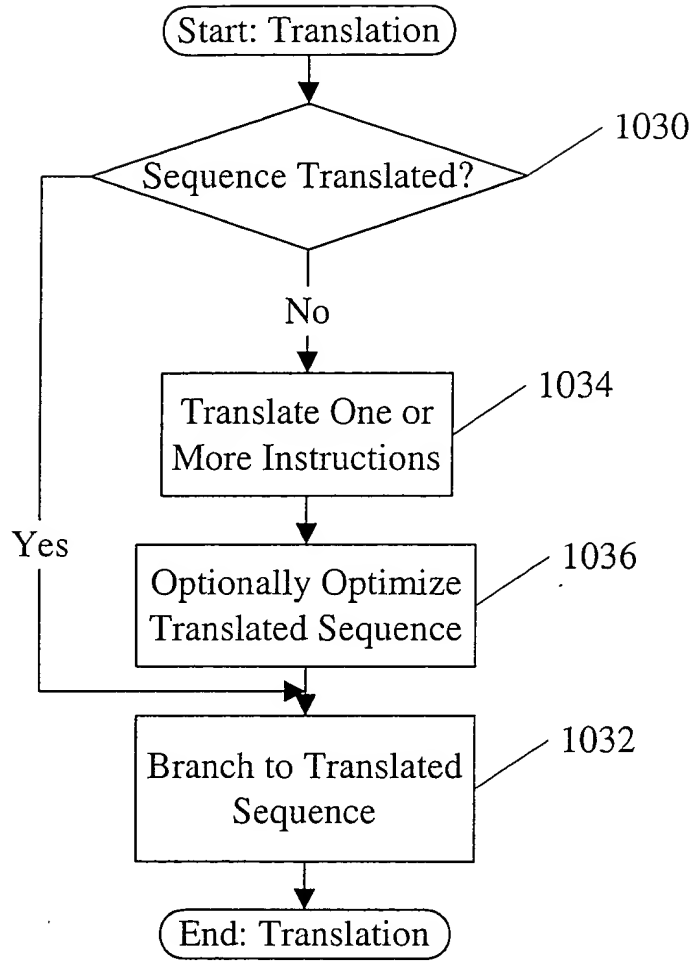 Start: Translation
1030
Sequence Translated?
No
1034
Translate One or
More Instructions
Yes
1036
Optionally Optimize
Translated Sequence
1032
Branch to Translated
Sequence
End: Translation